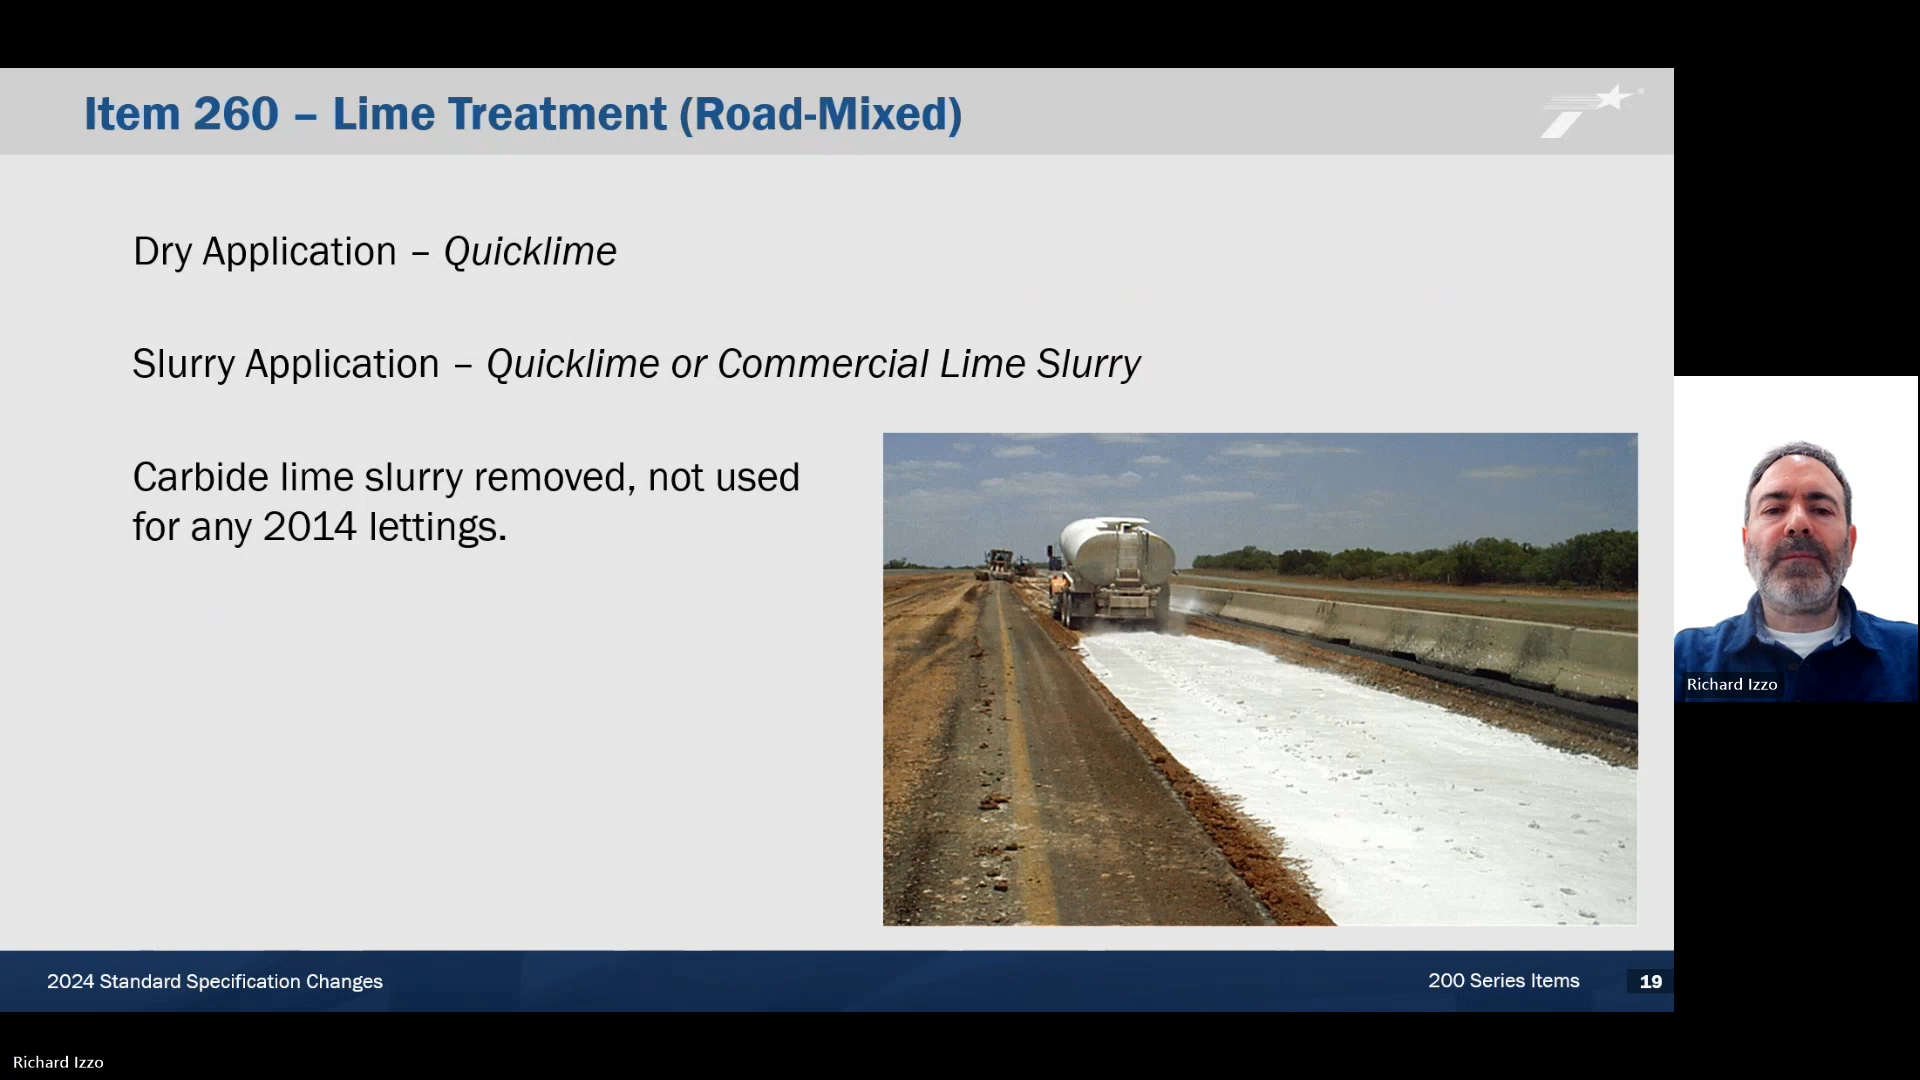 Item 260 – Lime Treatment (Road-Mixed)
Dry Application – Quicklime
Slurry Application – Quicklime or Commercial Lime Slurry
Carbide lime slurry removed, not used
for any 2014 lettings.
Richard Izzo
2024 Standard Specification Changes
200 Series Items
19
Richard Izzo